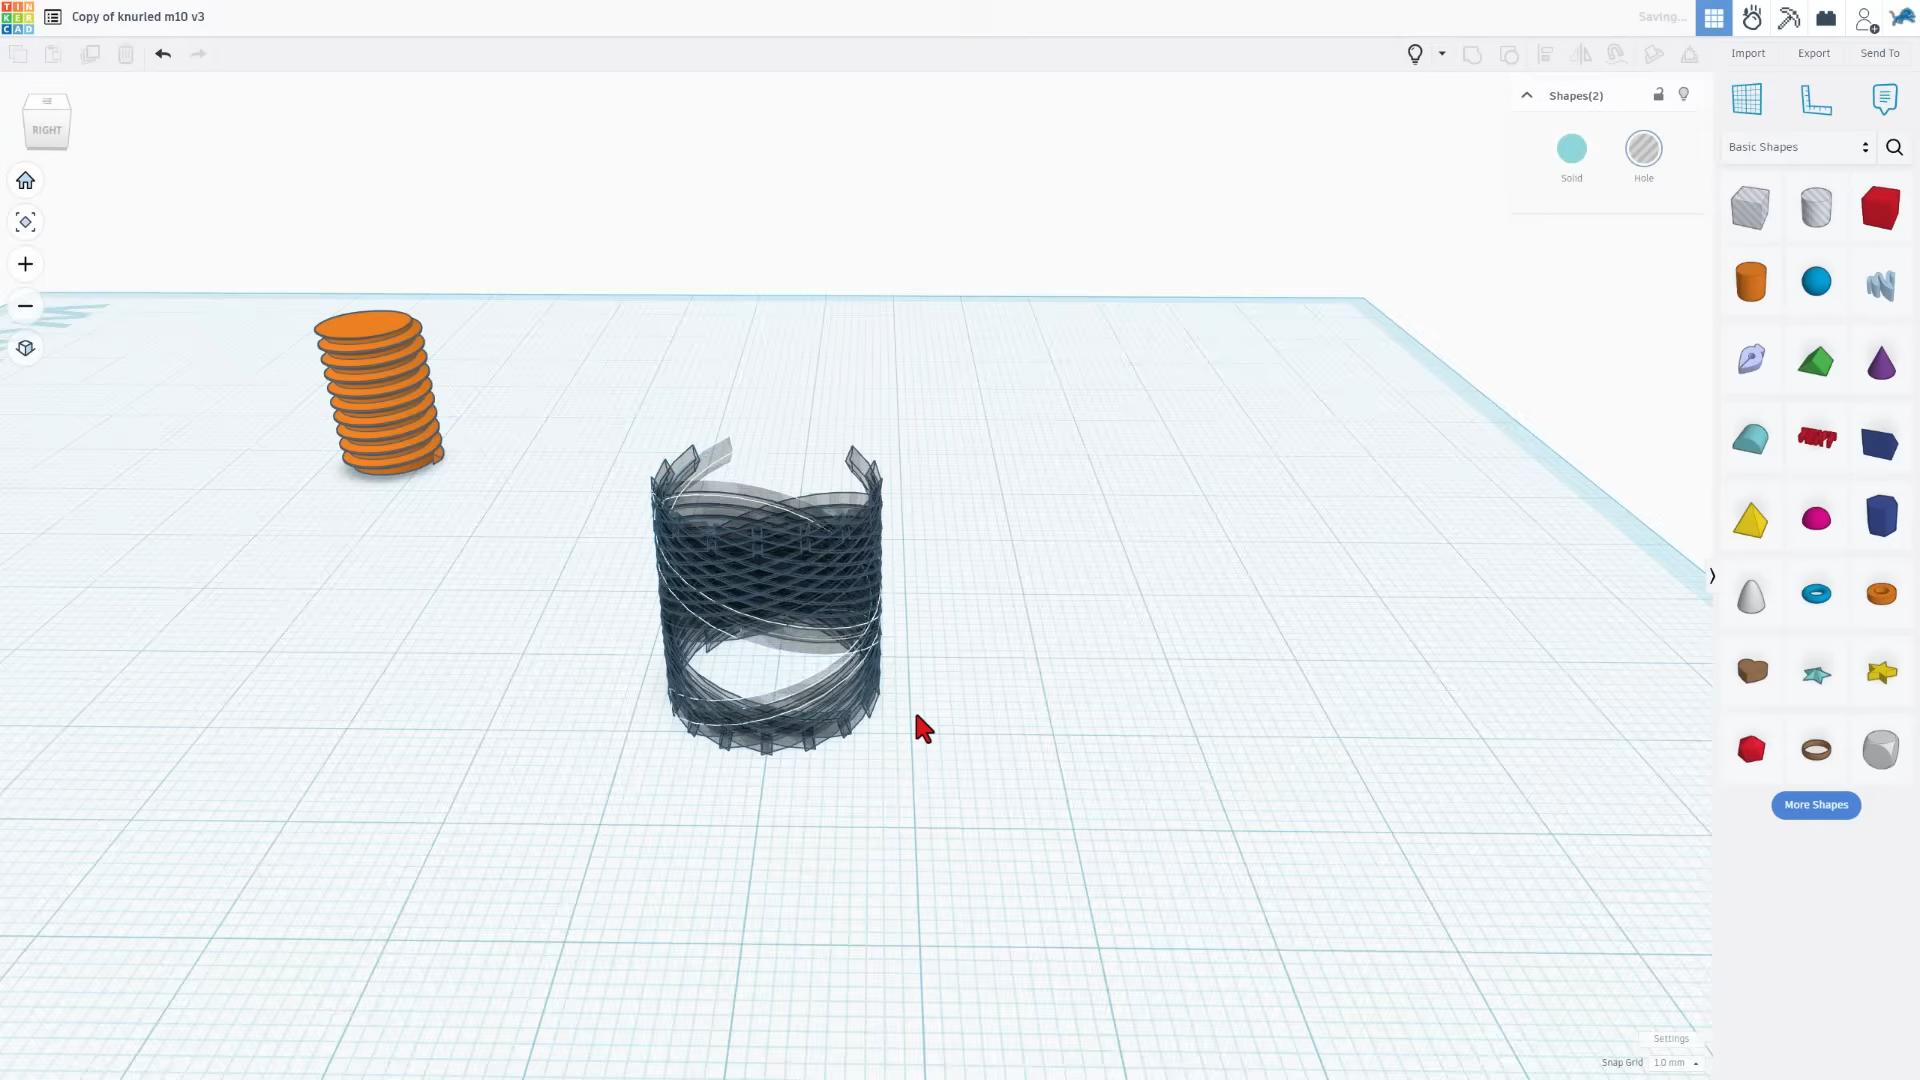 TIN
KER
CAD
Copy of knurled m10 v3
Saving...
Import
Export
Send To
RIGHT
Shapes(2)
Solid
Hole
Basic Shapes
TEXT
More Shapes
Settings
Snap Grid 1.0 mm